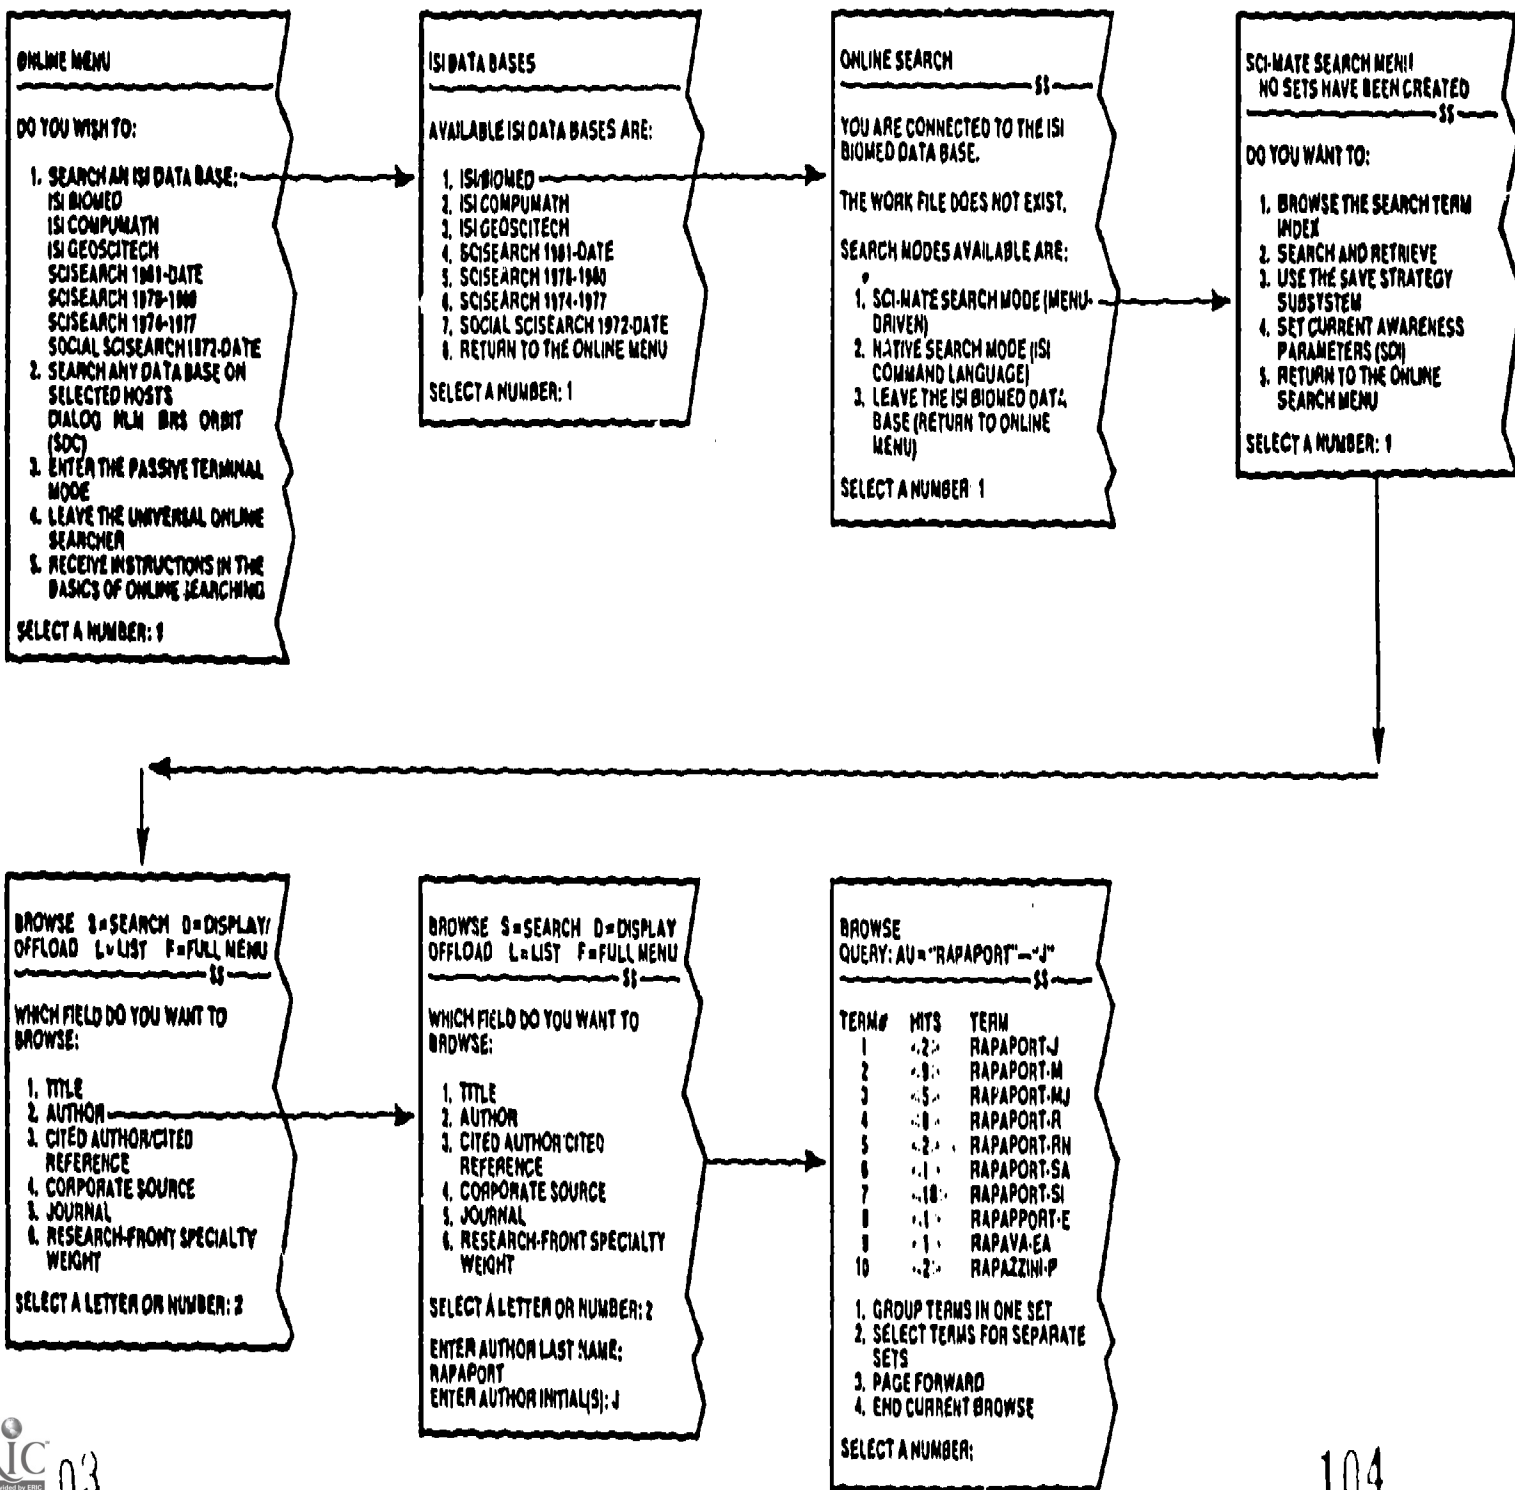 ONLINE MENU
DO YOU WISH TO:
1. SEARCH AN ISI DATA BASE:
ISI BIOMED
ISI COMPUMATH
ISI GEOSCITECH
SCISEARCH 1981-DATE
SCISEARCH 1978-1980
SCISEARCH 1974-1977
SOCIAL SCISEARCH 1972-DATE
2. SEARCH ANY DATA BASE ON
SELECTED HOSTS
DIALOG NLM BRS ORBIT
(SDC)
3. ENTER THE PASSIVE TERMINAL
MODE
4. LEAVE THE UNIVERSAL ONLINE
SEARCHER
5. RECEIVE INSTRUCTIONS IN THE
BASICS OF ONLINE SEARCHING
SELECT A NUMBER: 1
ISI DATA BASES
AVAILABLE ISI DATA BASES ARE:
1. ISI/BIOMED
2. ISI COMPUMATH
3. ISI GEOSCITECH
4. SCISEARCH 1981-DATE
5. SCISEARCH 1978-1980
6. SCISEARCH 1974-1977
7. SOCIAL SCISEARCH 1972-DATE
8. RETURN TO THE ONLINE MENU
SELECT A NUMBER: 1
ONLINE SEARCH
$$
YOU ARE CONNECTED TO THE ISI
BIOMED DATA BASE.
THE WORK FILE DOES NOT EXIST.
SEARCH MODES AVAILABLE ARE:
1. SCI-MATE SEARCH MODE (MENU-
DRIVEN)
2. NATIVE SEARCH MODE (ISI
COMMAND LANGUAGE)
3. LEAVE THE ISI BIOMED DATA
BASE (RETURN TO ONLINE
MENU)
SELECT A NUMBER: 1
SCI-MATE SEARCH MENU
NO SETS HAVE BEEN CREATED
$$
DO YOU WANT TO:
1. BROWSE THE SEARCH TERM
INDEX
2. SEARCH AND RETRIEVE
3. USE THE SAVE STRATEGY
SUBSYSTEM
4. SET CURRENT AWARENESS
PARAMETERS (SDI)
5. RETURN TO THE ONLINE
SEARCH MENU
SELECT A NUMBER: 1
BROWSE S=SEARCH D=DISPLAY/
OFFLOAD L=LIST F=FULL MENU
$$
WHICH FIELD DO YOU WANT TO
BROWSE:
1. TITLE
2. AUTHOR
3. CITED AUTHOR/CITED
REFERENCE
4. CORPORATE SOURCE
5. JOURNAL
6. RESEARCH-FRONT SPECIALTY
WEIGHT
SELECT A LETTER OR NUMBER: 2
BROWSE S=SEARCH D=DISPLAY
OFFLOAD L=LIST F=FULL MENU
$$
WHICH FIELD DO YOU WANT TO
BROWSE:
1. TITLE
2. AUTHOR
3. CITED AUTHOR/CITED
REFERENCE
4. CORPORATE SOURCE
5. JOURNAL
6. RESEARCH-FRONT SPECIALTY
WEIGHT
SELECT A LETTER OR NUMBER: 2
ENTER AUTHOR LAST NAME:
RAPAPORT
ENTER AUTHOR INITIAL(S): J
BROWSE
QUERY: AU="RAPAPORT"—"J"
$$
TERM# HITS TERM
1 <2> RAPAPORT-J
2 RAPAPORT-M
3 <5> RAPAPORT-MJ
4 RAPAPORT-R
5 <2> RAPAPORT-RN
6 <1> RAPAPORT-SA
7 RAPAPORT-SI
8 <1> RAPAPPORT-E
9 <1> RAPAVA-EA
10 <2> RAPAZZINI-P
1. GROUP TERMS IN ONE SET
2. SELECT TERMS FOR SEPARATE
SETS
3. PAGE FORWARD
4. END CURRENT BROWSE
SELECT A NUMBER:
103
104